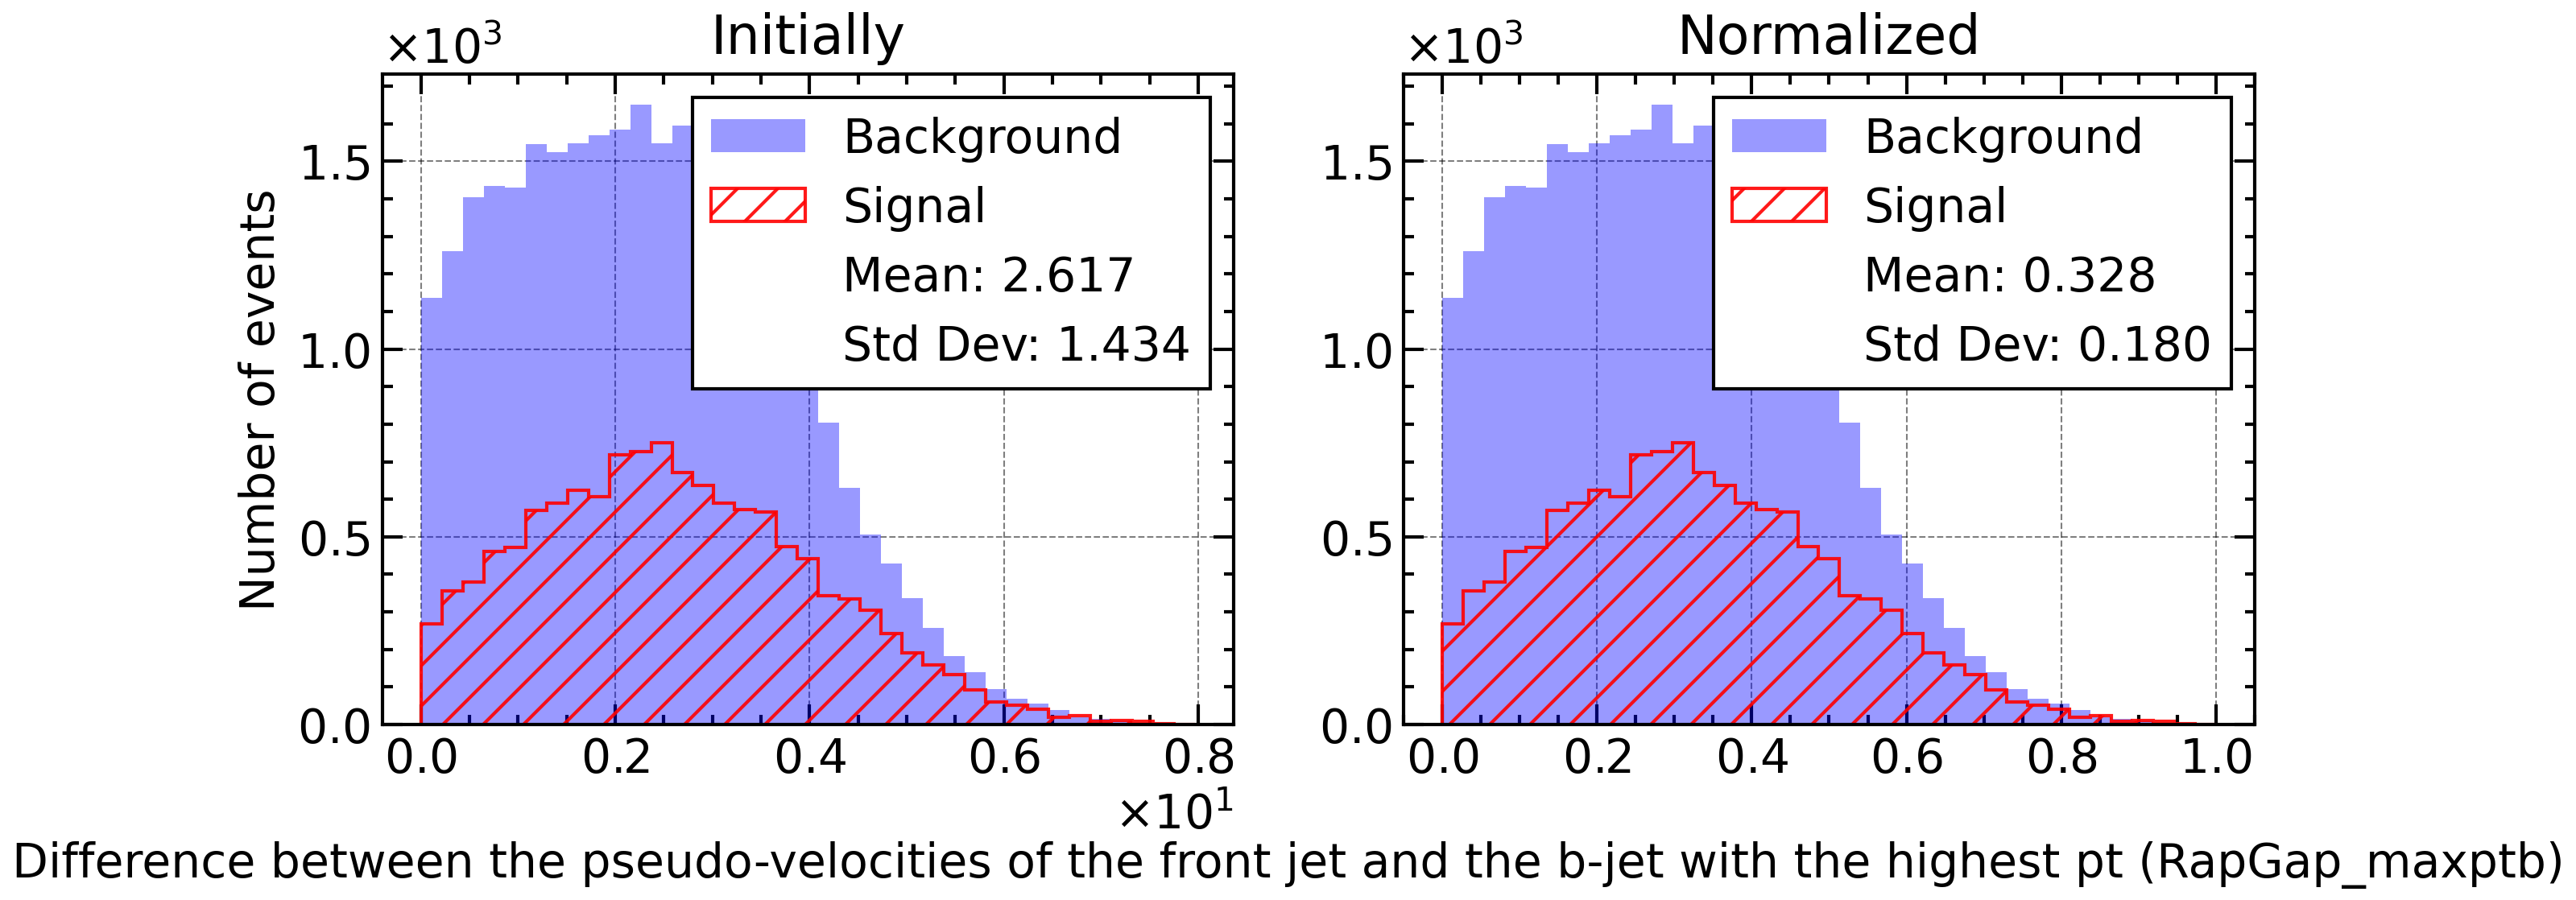 Initially
×10³
Background
Signal
Mean: 2.617
Std Dev: 1.434
Number of events
1.5
1.0
0.5
0.0
0.0 0.2 0.4 0.6 0.8
×10¹
Normalized
×10³
Background
Signal
Mean: 0.328
Std Dev: 0.180
1.5
1.0
0.5
0.0
0.0 0.2 0.4 0.6 0.8 1.0
Difference between the pseudo-velocities of the front jet and the b-jet with the highest pt (RapGap_maxptb)